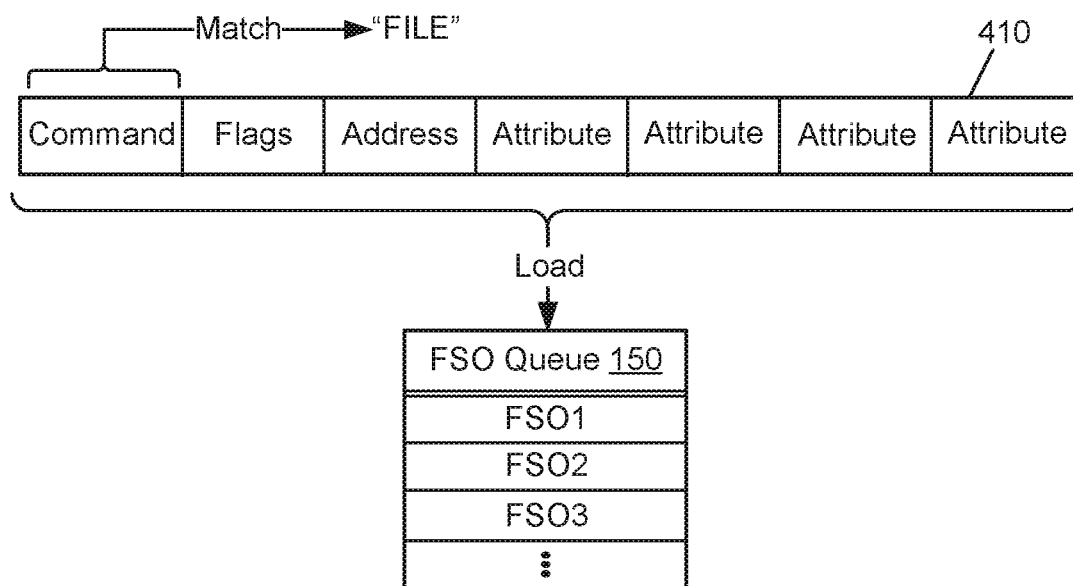 Match "FILE"
410
Command Flags Address Attribute Attribute Attribute Attribute
Load
FSO Queue 150
FSO1
FSO2
FSO3